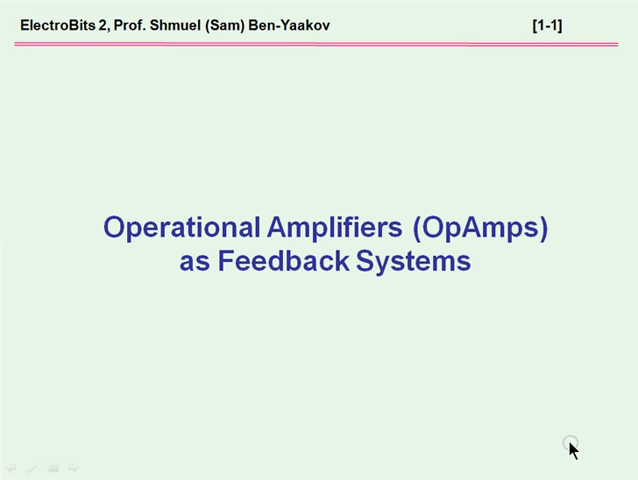 ElectroBits 2, Prof. Shmuel (Sam) Ben-Yaakov [1-1]
Operational Amplifiers (OpAmps)
as Feedback Systems